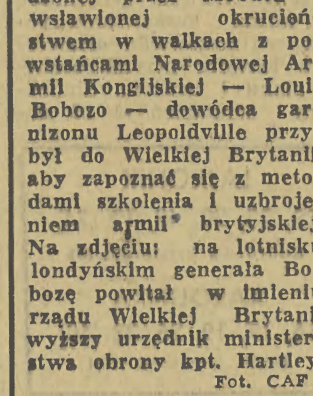 wsławionej okrucień
stwem w walkach z po
wstańcami Narodowej Ar
mii Kongijskiej — Loui
Bobozo — dowódca gar
nizonu Leopoldville przy
był do Wielkiej Brytanii
aby zapoznać się z meto
dami szkolenia i uzbroje
niem armii brytyjskiej
Na zdjęciu: na lotnisku
londyńskim generała Bo
bozę powitał w imieniu
rządu Wielkiej Brytani
wyższy urzędnik minister
stwa obrony kpt. Hartley
Fot. CAF